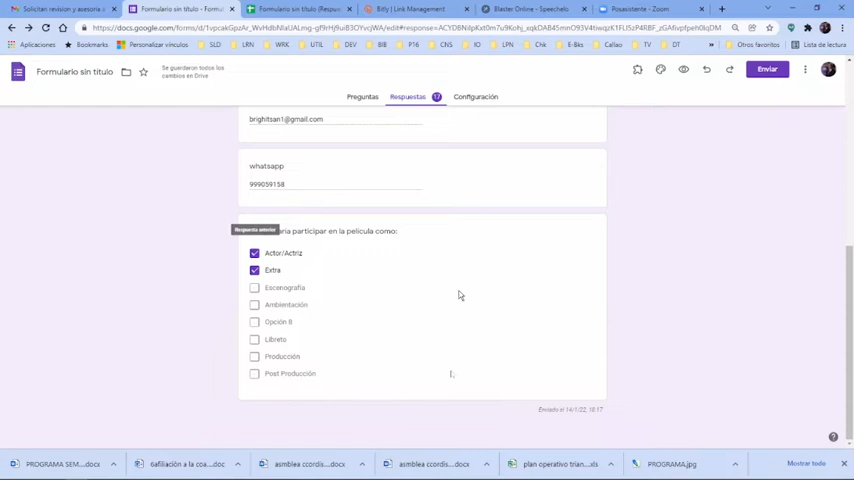 Solicitan revision y asesoria
Formulario sin título - Formul
Formulario sin título (Respues
Bitly | Link Management
Blaster Online - Speechelo
Posasistente - Zoom
Aplicaciones
Bookmarks
Personalizar vínculos
SLD
LRN
WRK
UTIL
DEV
BIB
P16
CNS
IO
LPN
Chk
E-Bks
Callao
TV
DT
Otros favoritos
Lista de lectura
Formulario sin título
Se guardaron todos los
cambios en Drive
Enviar
Preguntas
Respuestas 17
Configuración
brighitsan1@gmail.com
whatsapp
999059158
Respuesta anterior
participar en la película como:
Actor/Actriz
Extra
Escenografía
Ambientación
Opción 8
Libreto
Producción
Post Producción
Enviado el 14/1/22, 18:17
PROGRAMA SEM....docx
6afiliación a la coa....doc
asmblea ccordis....docx
asmblea ccordis....docx
plan operativo trian....xls
PROGRAMA.jpg
Mostrar todo